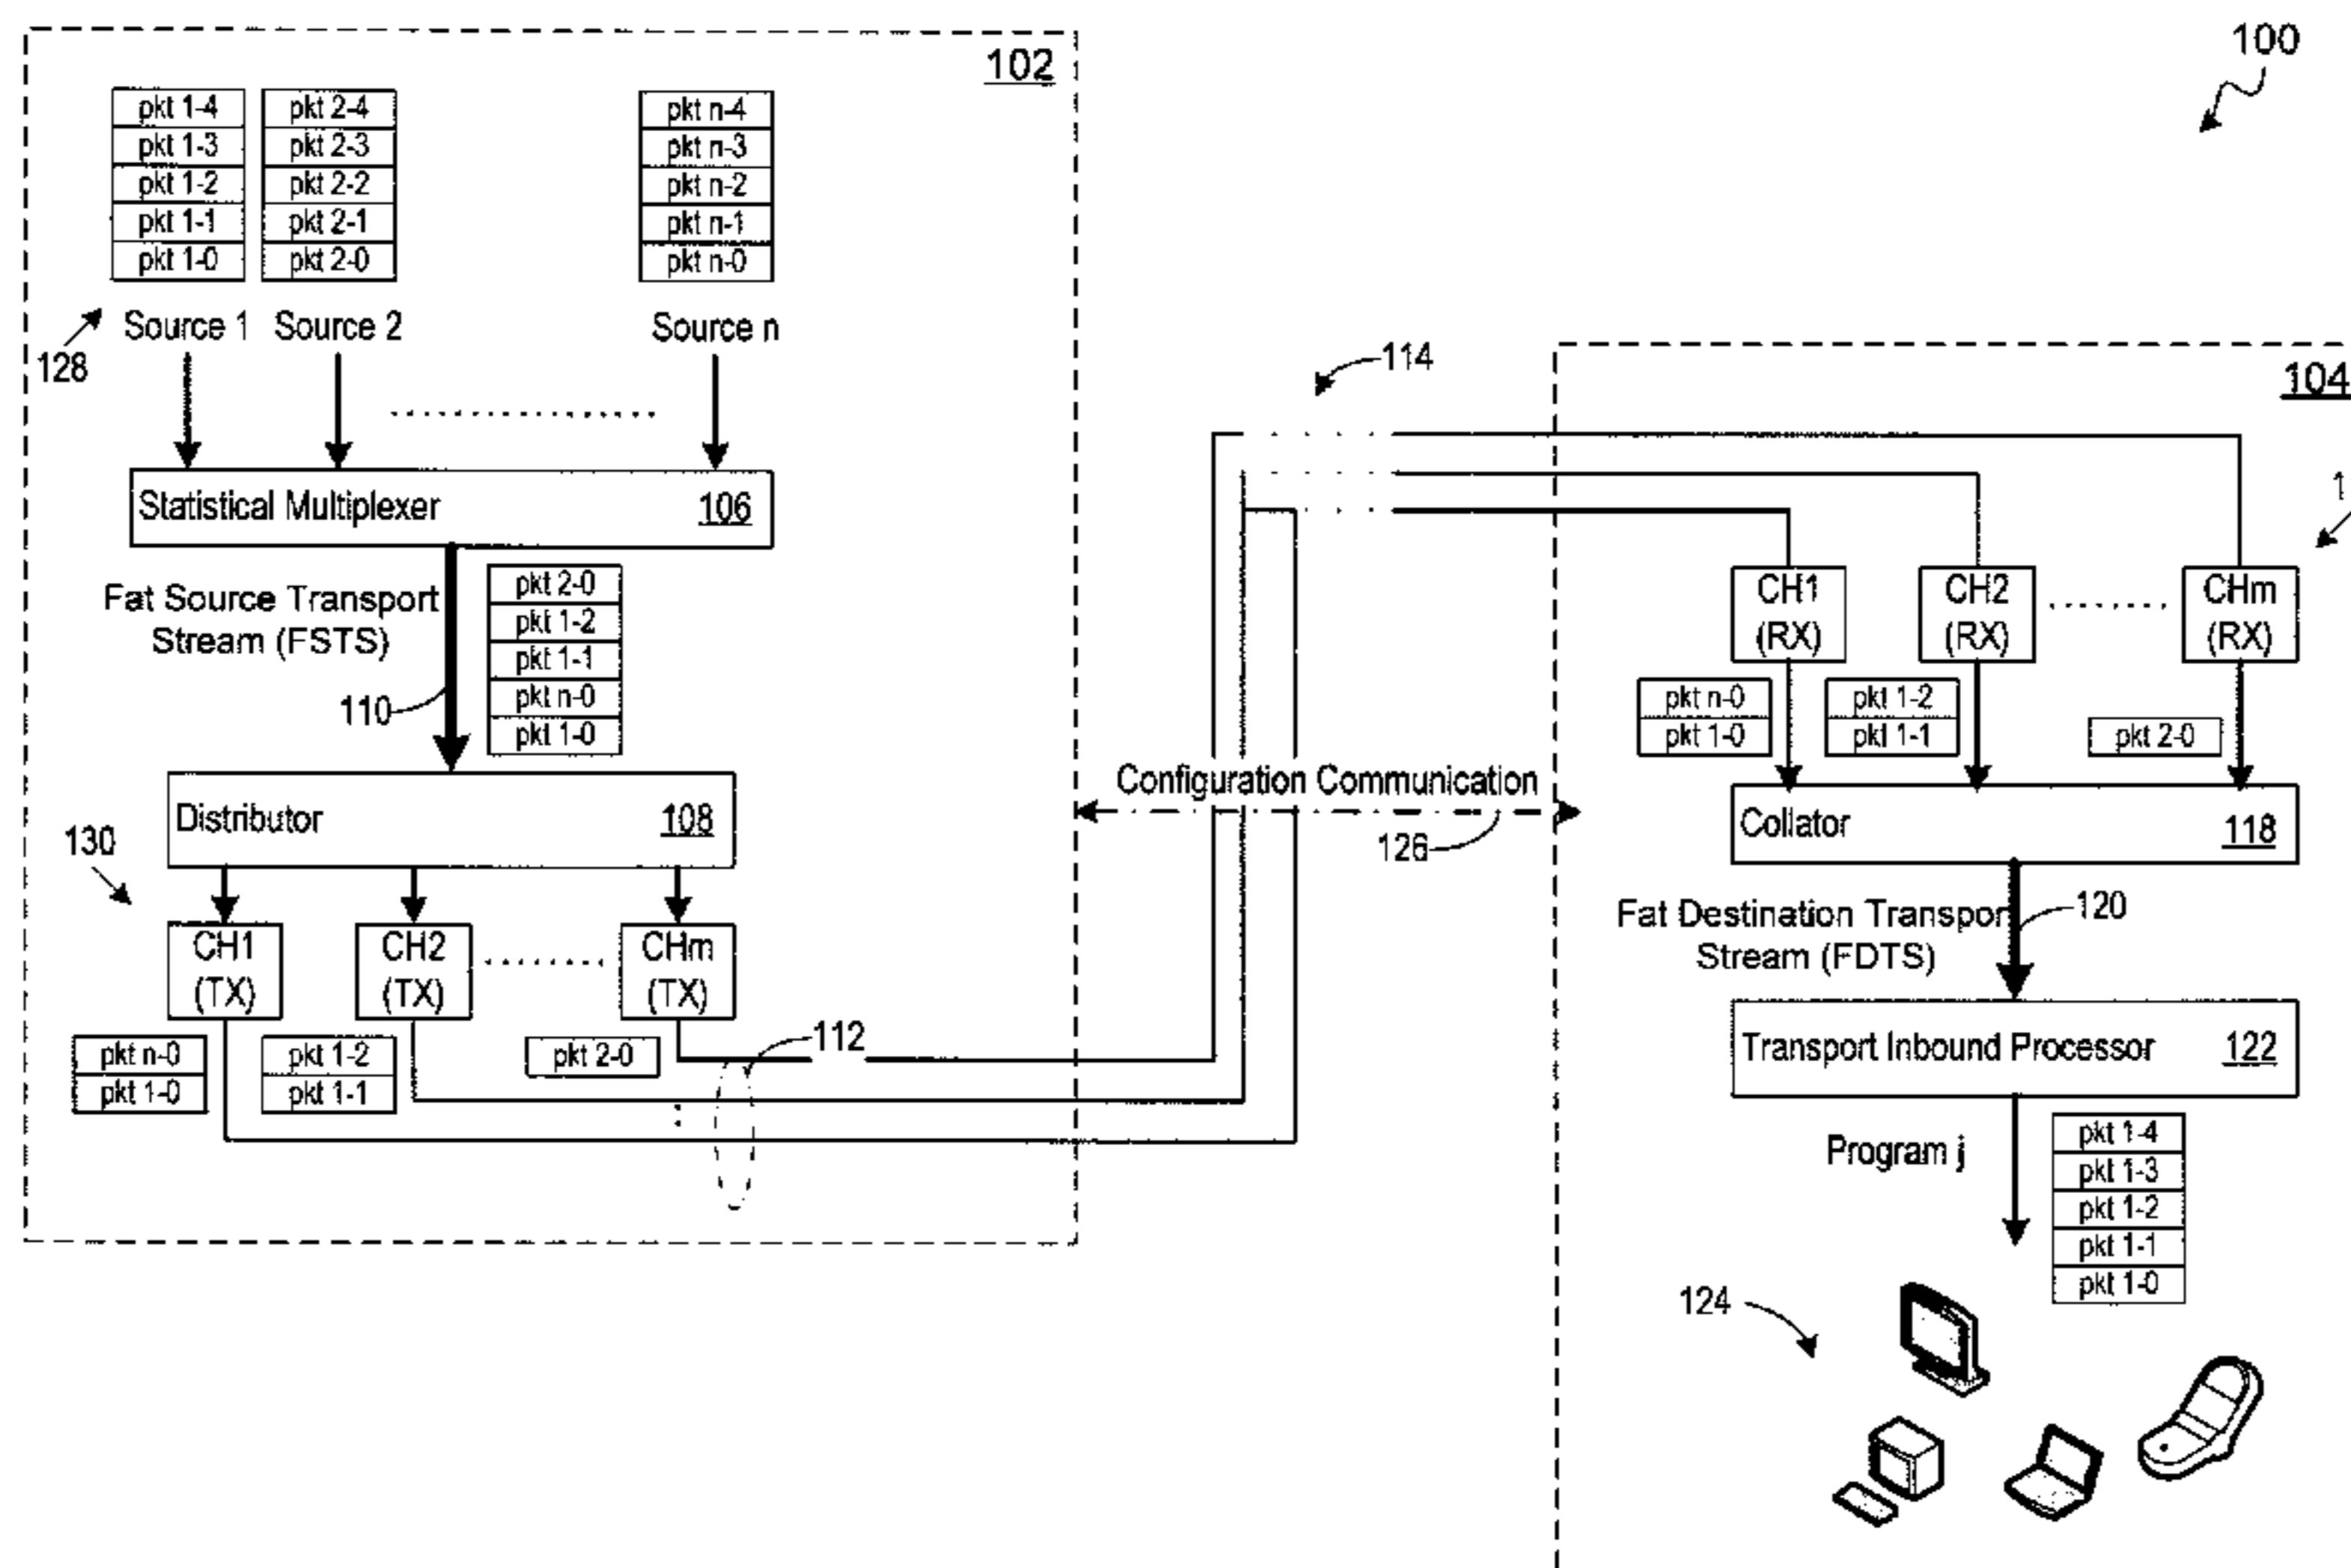 100
102
pkt 1-4
pkt 1-3
pkt 1-2
pkt 1-1
pkt 1-0
pkt 2-4
pkt 2-3
pkt 2-2
pkt 2-1
pkt 2-0
pkt n-4
pkt n-3
pkt n-2
pkt n-1
pkt n-0
128
Source 1
Source 2
Source n
Statistical Multiplexer 106
Fat Source Transport
Stream (FSTS)
110
pkt 2-0
pkt 1-2
pkt 1-1
pkt n-0
pkt 1-0
Distributor 108
130
CH1
(TX)
CH2
(TX)
CHm
(TX)
pkt n-0
pkt 1-0
pkt 1-2
pkt 1-1
pkt 2-0
112
114
Configuration Communication
126
104
1
CH1
(RX)
CH2
(RX)
CHm
(RX)
pkt n-0
pkt 1-0
pkt 1-2
pkt 1-1
pkt 2-0
Collator 118
Fat Destination Transpor
Stream (FDTS)
120
Transport Inbound Processor 122
Program j
pkt 1-4
pkt 1-3
pkt 1-2
pkt 1-1
pkt 1-0
124